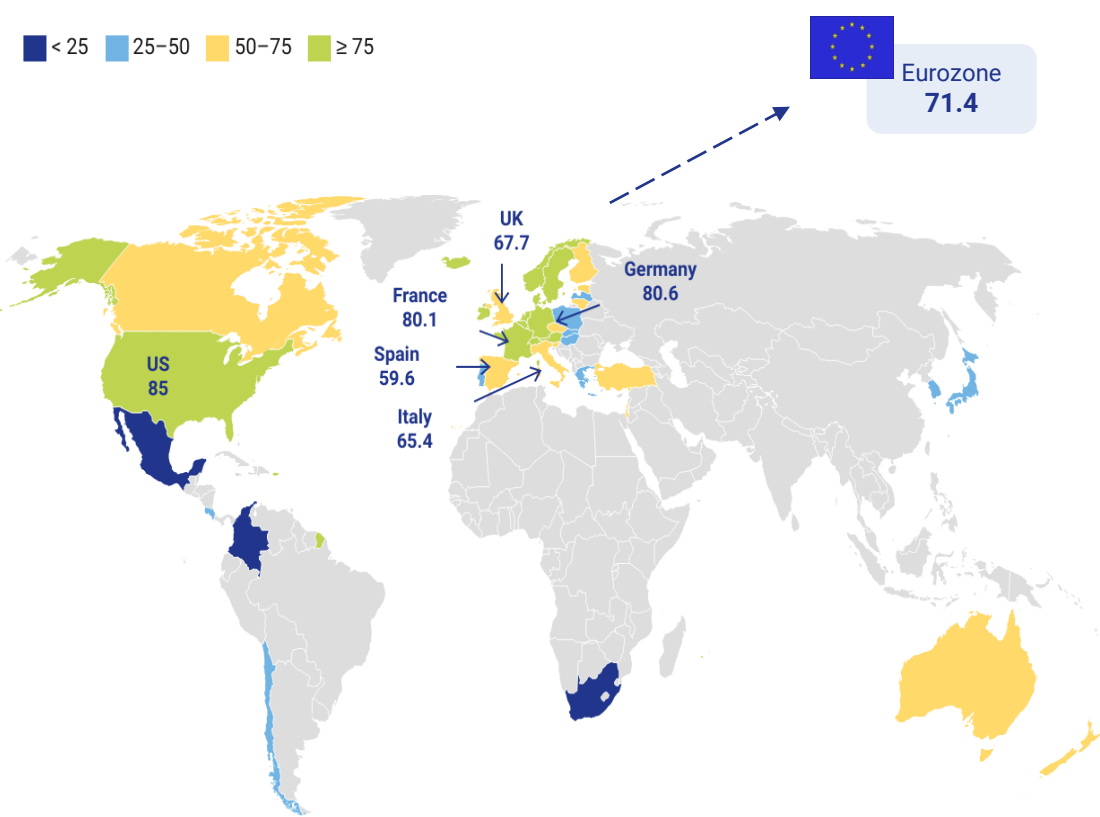 < 25
25–50
50–75
≥ 75
Eurozone
71.4
UK
67.7
Germany
80.6
France
80.1
US
85
Spain
59.6
Italy
65.4